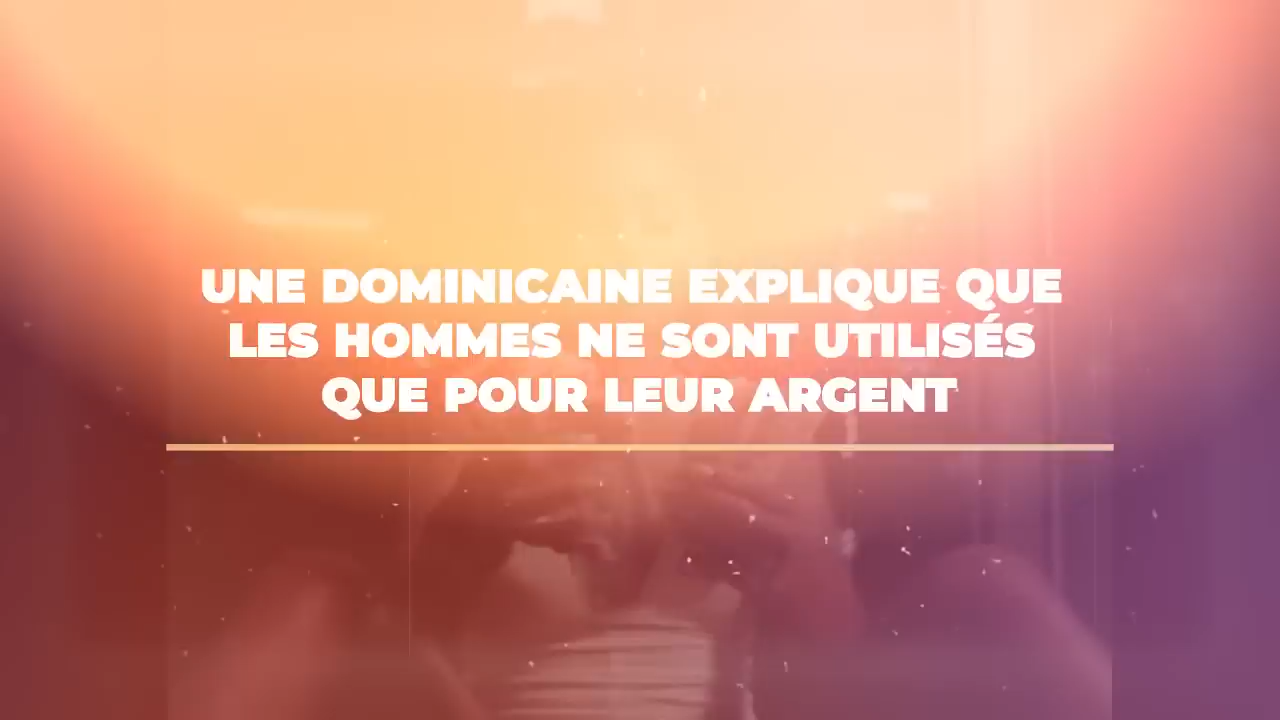 UNE DOMINICAINE EXPLIQUE QUE
LES HOMMES NE SONT UTILISÉS
QUE POUR LEUR ARGENT